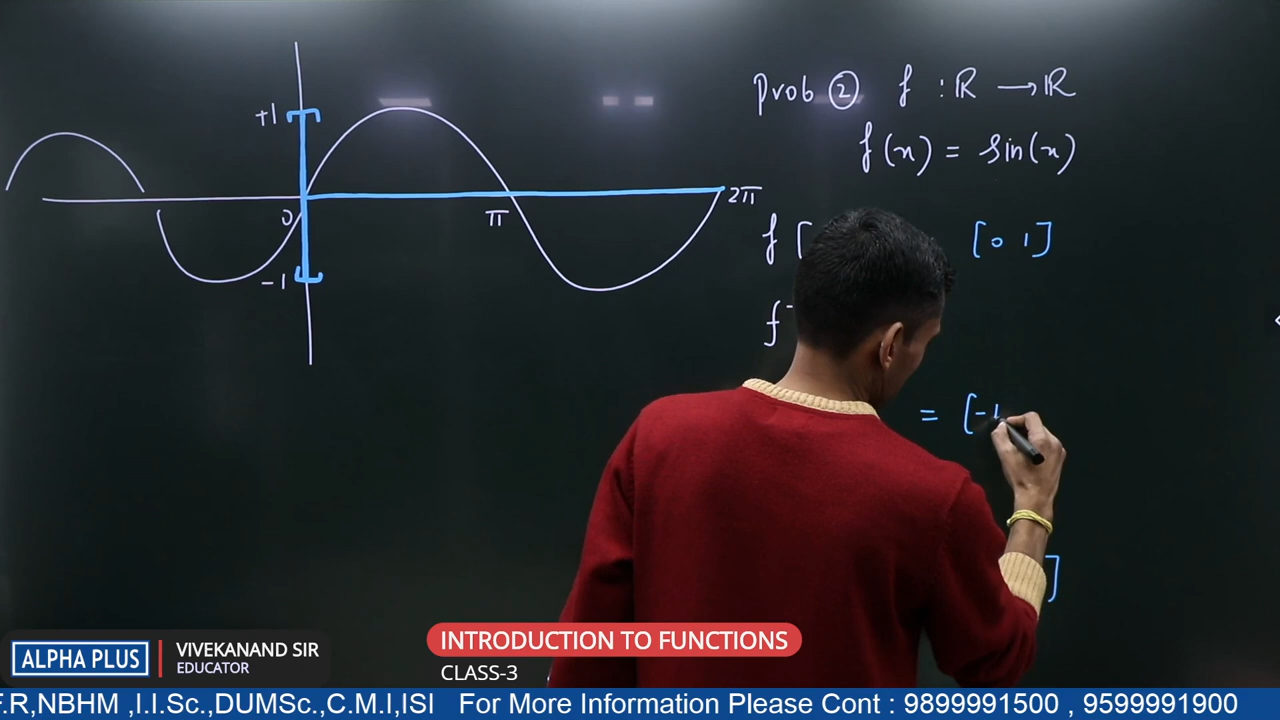 +1
0
π
2π
-1
Prob ② f : ℝ → ℝ
f(x) = sin(x)
f [ [0 1]
f
= [-1
]
ALPHA PLUS
VIVEKANAND SIR
EDUCATOR
INTRODUCTION TO FUNCTIONS
CLASS-3
F.R,NBHM ,I.I.Sc.,DUMSc.,C.M.I,ISI For More Information Please Cont : 9899991500 , 9599991900